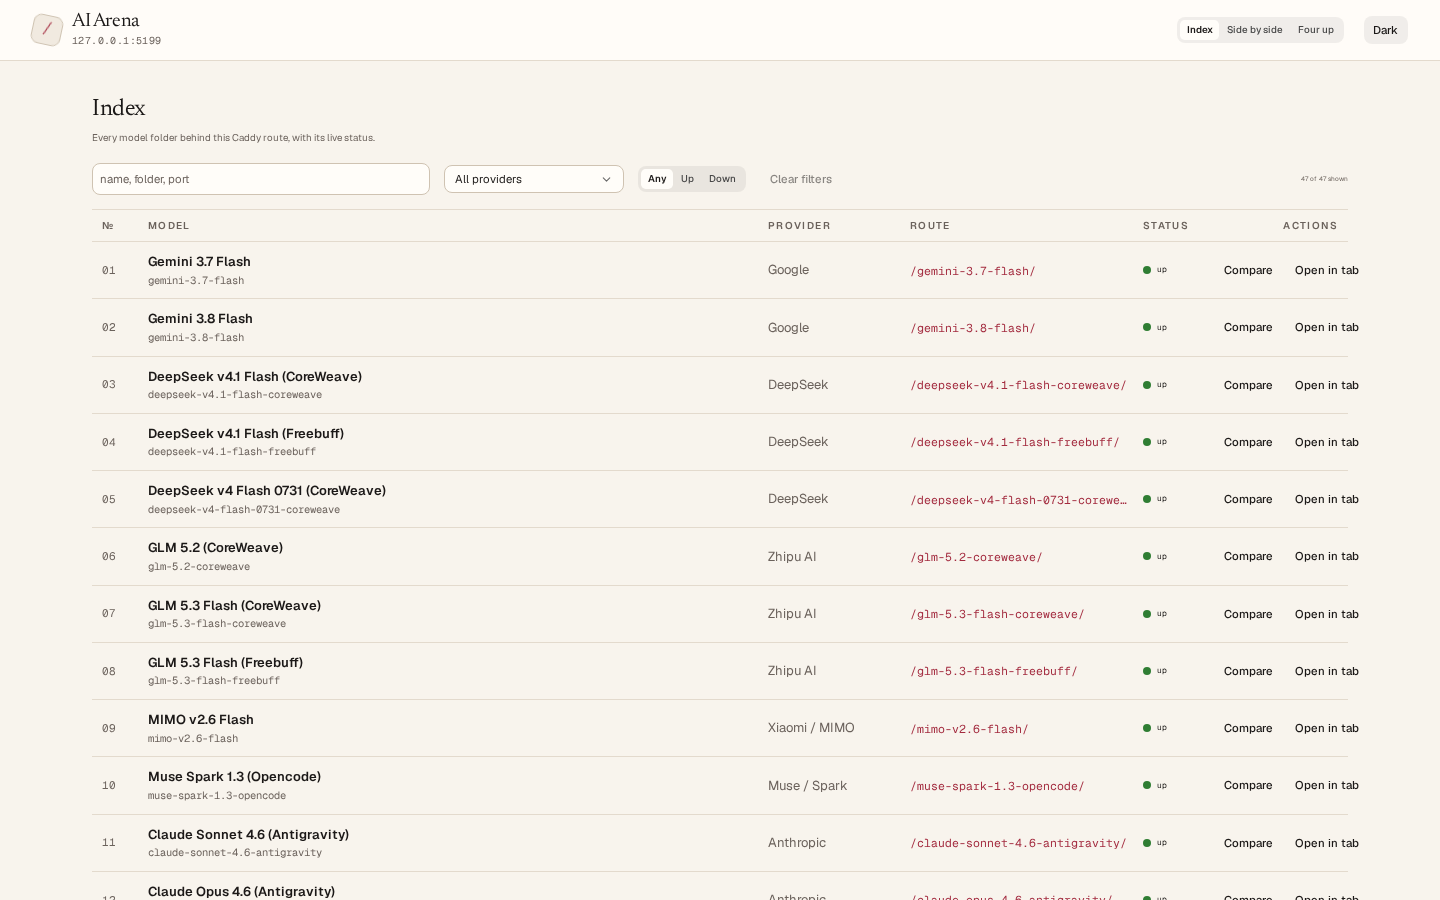 AI Arena
127.0.0.1:5199
Index Side by side Four up Dark
Index
Every model folder behind this Caddy route, with its live status.
name, folder, port All providers Any Up Down Clear filters 47 of 47 shown
№ MODEL PROVIDER ROUTE STATUS ACTIONS
01 Gemini 3.7 Flash Google /gemini-3.7-flash/ up Compare Open in tab
gemini-3.7-flash
02 Gemini 3.8 Flash Google /gemini-3.8-flash/ up Compare Open in tab
gemini-3.8-flash
03 DeepSeek v4.1 Flash (CoreWeave) DeepSeek /deepseek-v4.1-flash-coreweave/ up Compare Open in tab
deepseek-v4.1-flash-coreweave
04 DeepSeek v4.1 Flash (Freebuff) DeepSeek /deepseek-v4.1-flash-freebuff/ up Compare Open in tab
deepseek-v4.1-flash-freebuff
05 DeepSeek v4 Flash 0731 (CoreWeave) DeepSeek /deepseek-v4-flash-0731-corewe… up Compare Open in tab
deepseek-v4-flash-0731-coreweave
06 GLM 5.2 (CoreWeave) Zhipu AI /glm-5.2-coreweave/ up Compare Open in tab
glm-5.2-coreweave
07 GLM 5.3 Flash (CoreWeave) Zhipu AI /glm-5.3-flash-coreweave/ up Compare Open in tab
glm-5.3-flash-coreweave
08 GLM 5.3 Flash (Freebuff) Zhipu AI /glm-5.3-flash-freebuff/ up Compare Open in tab
glm-5.3-flash-freebuff
09 MIMO v2.6 Flash Xiaomi / MIMO /mimo-v2.6-flash/ up Compare Open in tab
mimo-v2.6-flash
10 Muse Spark 1.3 (Opencode) Muse / Spark /muse-spark-1.3-opencode/ up Compare Open in tab
muse-spark-1.3-opencode
11 Claude Sonnet 4.6 (Antigravity) Anthropic /claude-sonnet-4.6-antigravity/ up Compare Open in tab
claude-sonnet-4.6-antigravity
12 Claude Opus 4.6 (Antigravity) Anthropic /claude-opus-4.6-antigravity/ up Compare Open in tab